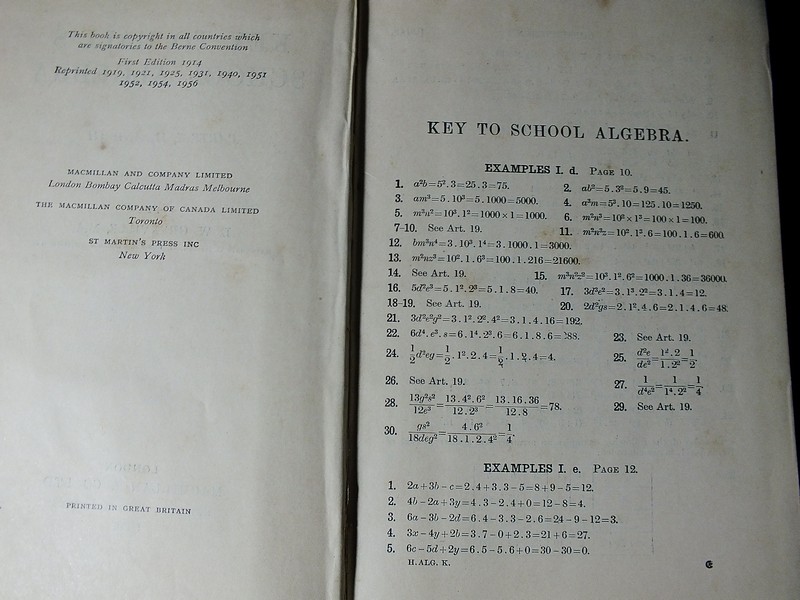 This book is copyright in all countries which
are signatories to the Berne Convention
First Edition 1914
Reprinted 1919, 1921, 1925, 1931, 1940, 1951
1952, 1954, 1956
MACMILLAN AND COMPANY LIMITED
London Bombay Calcutta Madras Melbourne
THE MACMILLAN COMPANY OF CANADA LIMITED
Toronto
ST MARTIN'S PRESS INC
New York
PRINTED IN GREAT BRITAIN
KEY TO SCHOOL ALGEBRA.
EXAMPLES I. d. PAGE 10.
1. a²b=5².3=25.3=75. 2. ab²=5.3²=5.9=45.
3. am³=5.10³=5.1000=5000. 4. a³m=5³.10=125.10=1250.
5. m³n²=10³.1²=1000×1=1000. 6. m²n³=10²×1³=100×1=100.
7-10. See Art. 19. 11. m²n²z=10².1².6=100.1.6=600.
12. bm³n⁴=3.10³.1⁴=3.1000.1=3000.
13. m²nz³=10².1.6³=100.1.216=21600.
14. See Art. 19. 15. m³n²z²=10³.1².6²=1000.1.36=36000.
16. 5d²e³=5.1².2³=5.1.8=40. 17. 3d³e²=3.1³.2²=3.1.4=12.
18-19. See Art. 19. 20. 2d²gs=2.1².4.6=2.1.4.6=48.
21. 3d²e²g²=3.1².2².4²=3.1.4.16=192.
22. 6d⁴.e³.s=6.1⁴.2³.6=6.1.8.6=288. 23. See Art. 19.
24. 1/2 d²eg=1/2.1².2.4=1/2.1.2.4=4. 25. d²e/de²=1².2/1.2²=1/2.
26. See Art. 19. 27. 1/d⁴e²=1/1⁴.2²=1/4.
28. 13g²s²/12e³=13.4².6²/12.2³=13.16.36/12.8=78. 29. See Art. 19.
30. gs²/18deg²=4.6²/18.1.2.4²=1/4.
EXAMPLES I. e. PAGE 12.
1. 2a+3b-c=2.4+3.3-5=8+9-5=12.
2. 4b-2a+3y=4.3-2.4+0=12-8=4.
3. 6a-3b-2d=6.4-3.3-2.6=24-9-12=3.
4. 3x-4y+2b=3.7-0+2.3=21+6=27.
5. 6c-5d+2y=6.5-5.6+0=30-30=0.
H.ALG. K.